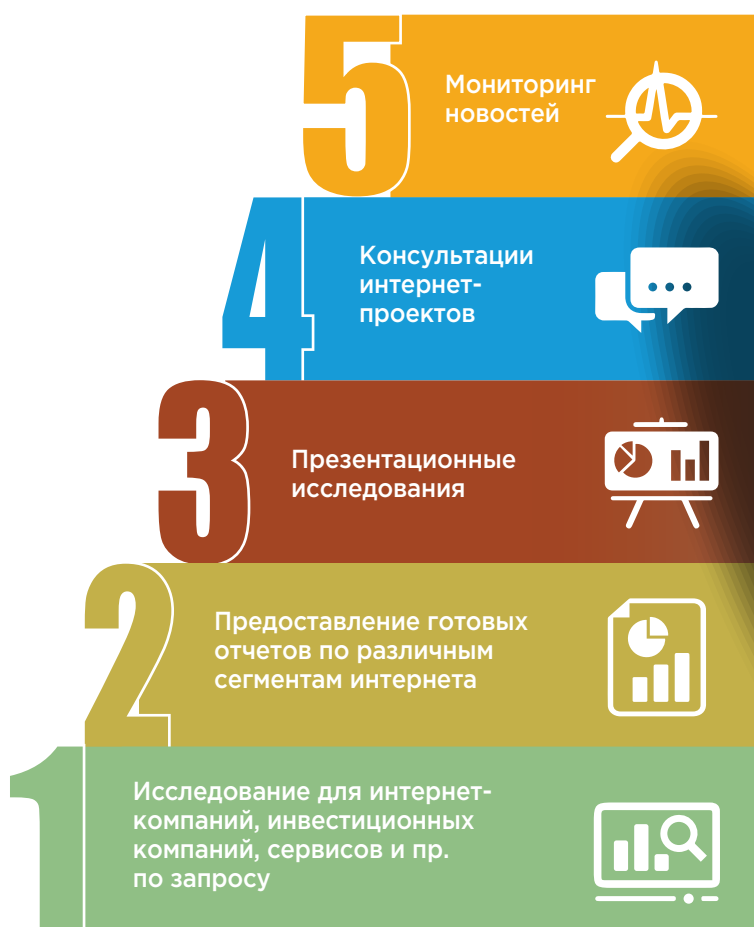 5
Мониторинг
новостей
4
Консультации
интернет-
проектов
3
Презентационные
исследования
2
Предоставление готовых
отчетов по различным
сегментам интернета
1
Исследование для интернет-
компаний, инвестиционных
компаний, сервисов и пр.
по запросу